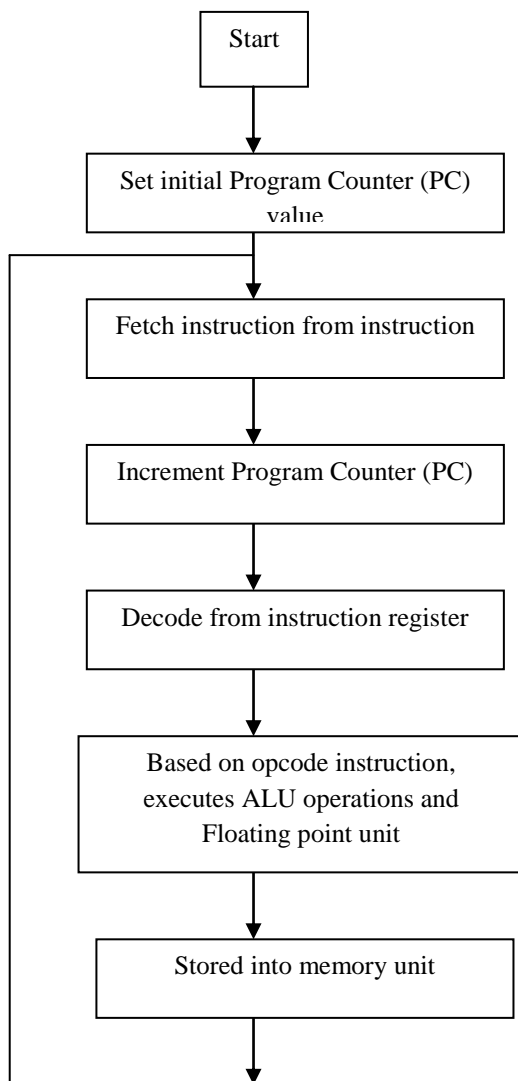 Start
Set initial Program Counter (PC)
value
Fetch instruction from instruction
Increment Program Counter (PC)
Decode from instruction register
Based on opcode instruction,
executes ALU operations and
Floating point unit
Stored into memory unit